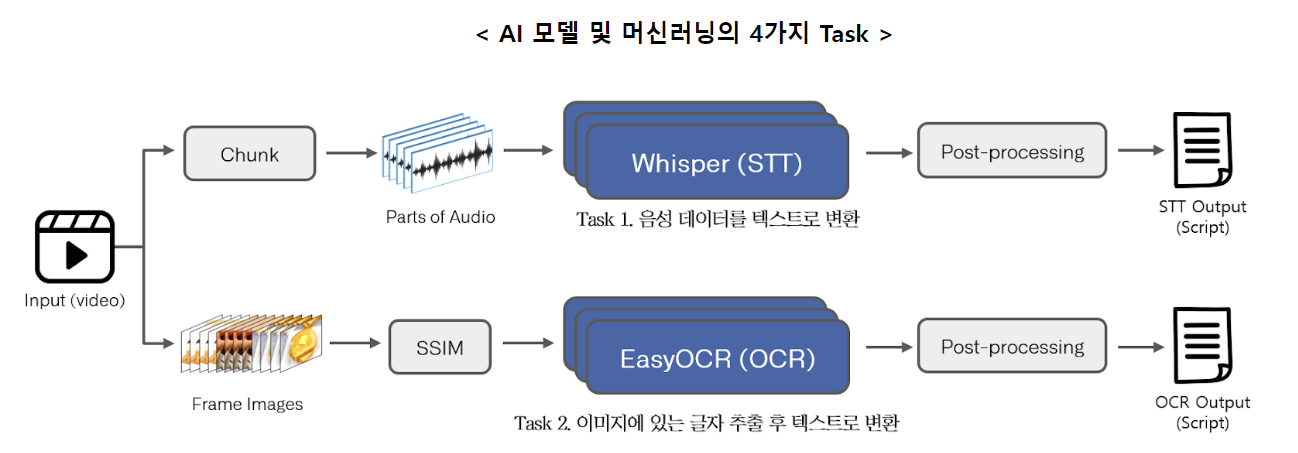 < AI 모델 및 머신러닝의 4가지 Task >
Chunk
Parts of Audio
Whisper (STT)
Task 1. 음성 데이터를 텍스트로 변환
Post-processing
STT Output
(Script)
Input (video)
Frame Images
SSIM
EasyOCR (OCR)
Task 2. 이미지에 있는 글자 추출 후 텍스트로 변환
Post-processing
OCR Output
(Script)